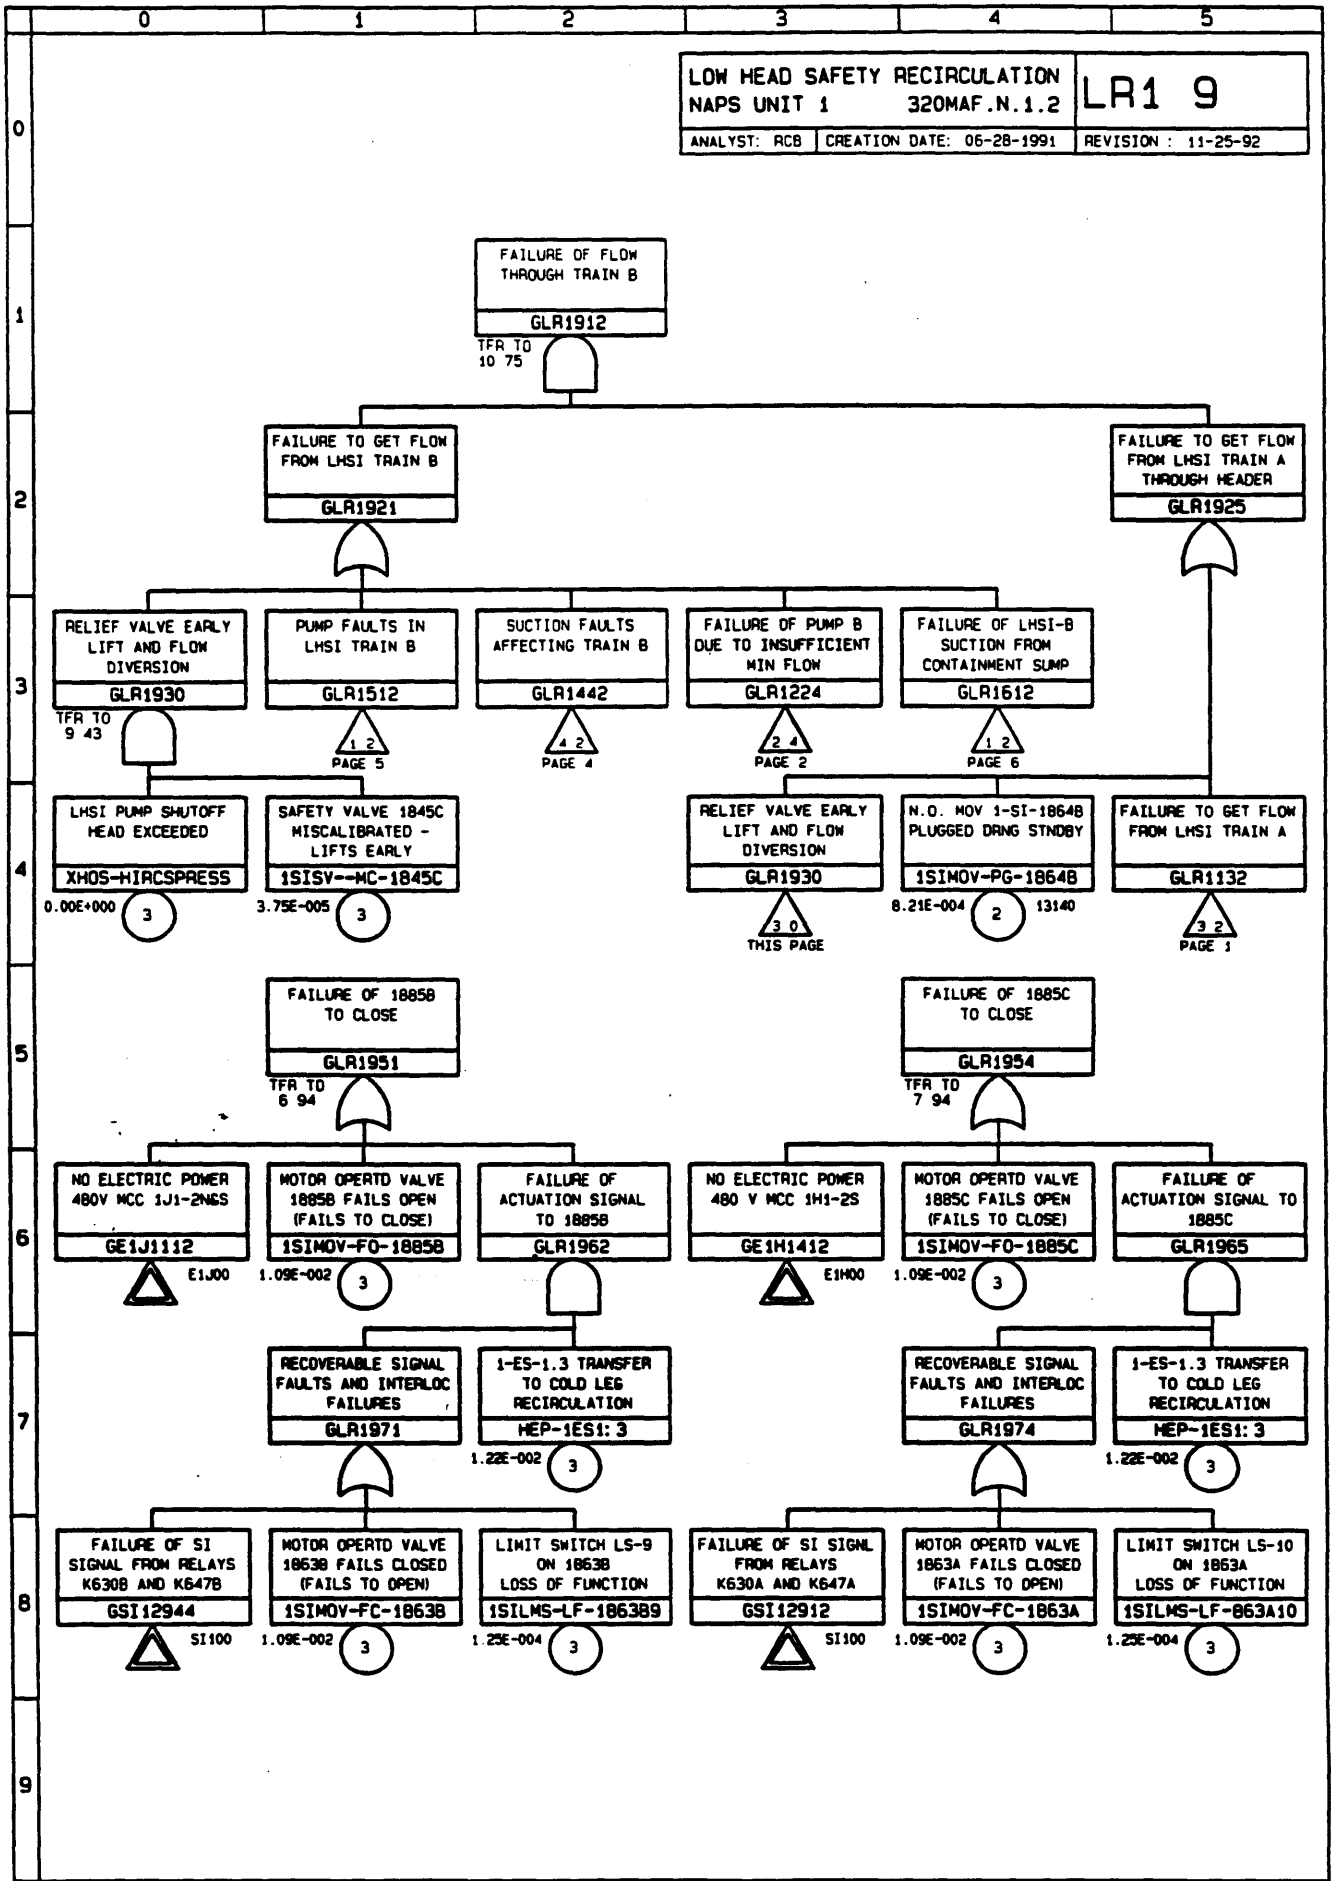 0 1 2 3 4 5
LOW HEAD SAFETY RECIRCULATION
NAPS UNIT 1 320MAF.N.1.2
LR1 9
ANALYST: RCB CREATION DATE: 06-28-1991 REVISION : 11-25-92
0
FAILURE OF FLOW
THROUGH TRAIN B
GLR1912
TFR TO
10 75
1
FAILURE TO GET FLOW
FROM LHSI TRAIN B
GLR1921
FAILURE TO GET FLOW
FROM LHSI TRAIN A
THROUGH HEADER
GLR1925
2
RELIEF VALVE EARLY
LIFT AND FLOW
DIVERSION
GLR1930
TFR TO
9 43
PUMP FAULTS IN
LHSI TRAIN B
GLR1512
1 2
PAGE 5
SUCTION FAULTS
AFFECTING TRAIN B
GLR1442
4 2
PAGE 4
FAILURE OF PUMP B
DUE TO INSUFFICIENT
MIN FLOW
GLR1224
2 4
PAGE 2
FAILURE OF LHSI-B
SUCTION FROM
CONTAINMENT SUMP
GLR1612
1 2
PAGE 6
3
LHSI PUMP SHUTOFF
HEAD EXCEEDED
XHOS-HIRCSPRESS
0.00E+000 3
SAFETY VALVE 1845C
MISCALIBRATED -
LIFTS EARLY
1SISV--MC-1845C
3.75E-005 3
RELIEF VALVE EARLY
LIFT AND FLOW
DIVERSION
GLR1930
3 0
THIS PAGE
N.O. MOV 1-SI-1864B
PLUGGED DRNG STNDBY
1SIMOV-PG-1864B
8.21E-004 2 13140
FAILURE TO GET FLOW
FROM LHSI TRAIN A
GLR1132
3 2
PAGE 1
4
FAILURE OF 1885B
TO CLOSE
GLR1951
TFR TO
6 94
FAILURE OF 1885C
TO CLOSE
GLR1954
TFR TO
7 94
5
NO ELECTRIC POWER
480V MCC 1J1-2N&S
GE1J1112
E1J00
MOTOR OPERTD VALVE
1885B FAILS OPEN
(FAILS TO CLOSE)
1SIMOV-FO-1885B
1.09E-002 3
FAILURE OF
ACTUATION SIGNAL
TO 1885B
GLR1962
NO ELECTRIC POWER
480 V MCC 1H1-2S
GE1H1412
E1H00
MOTOR OPERTD VALVE
1885C FAILS OPEN
(FAILS TO CLOSE)
1SIMOV-FO-1885C
1.09E-002 3
FAILURE OF
ACTUATION SIGNAL TO
1885C
GLR1965
6
RECOVERABLE SIGNAL
FAULTS AND INTERLOC
FAILURES
GLR1971
1-ES-1.3 TRANSFER
TO COLD LEG
RECIRCULATION
HEP-1ES1:3
1.22E-002 3
RECOVERABLE SIGNAL
FAULTS AND INTERLOC
FAILURES
GLR1974
1-ES-1.3 TRANSFER
TO COLD LEG
RECIRCULATION
HEP-1ES1:3
1.22E-002 3
7
FAILURE OF SI
SIGNAL FROM RELAYS
K630B AND K647B
GSI12944
SI100
MOTOR OPERTD VALVE
1863B FAILS CLOSED
(FAILS TO OPEN)
1SIMOV-FC-1863B
1.09E-002 3
LIMIT SWITCH LS-9
ON 1863B
LOSS OF FUNCTION
1SILMS-LF-1863B9
1.25E-004 3
FAILURE OF SI SIGNL
FROM RELAYS
K630A AND K647A
GSI12912
SI100
MOTOR OPERTD VALVE
1863A FAILS CLOSED
(FAILS TO OPEN)
1SIMOV-FC-1863A
1.09E-002 3
LIMIT SWITCH LS-10
ON 1863A
LOSS OF FUNCTION
1SILMS-LF-863A10
1.25E-004 3
8
9